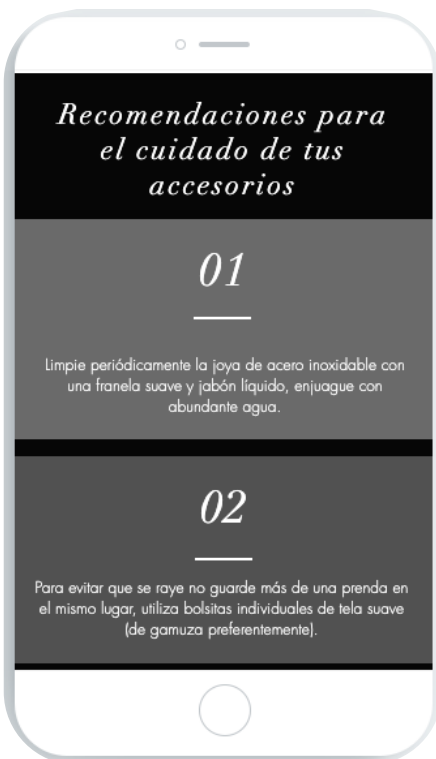 Recomendaciones para
el cuidado de tus
accesorios
01
Limpie periódicamente la joya de acero inoxidable con
una franela suave y jabón líquido, enjuague con
abundante agua.
02
Para evitar que se raye no guarde más de una prenda en
el mismo lugar, utiliza bolsitas individuales de tela suave
(de gamuza preferentemente).